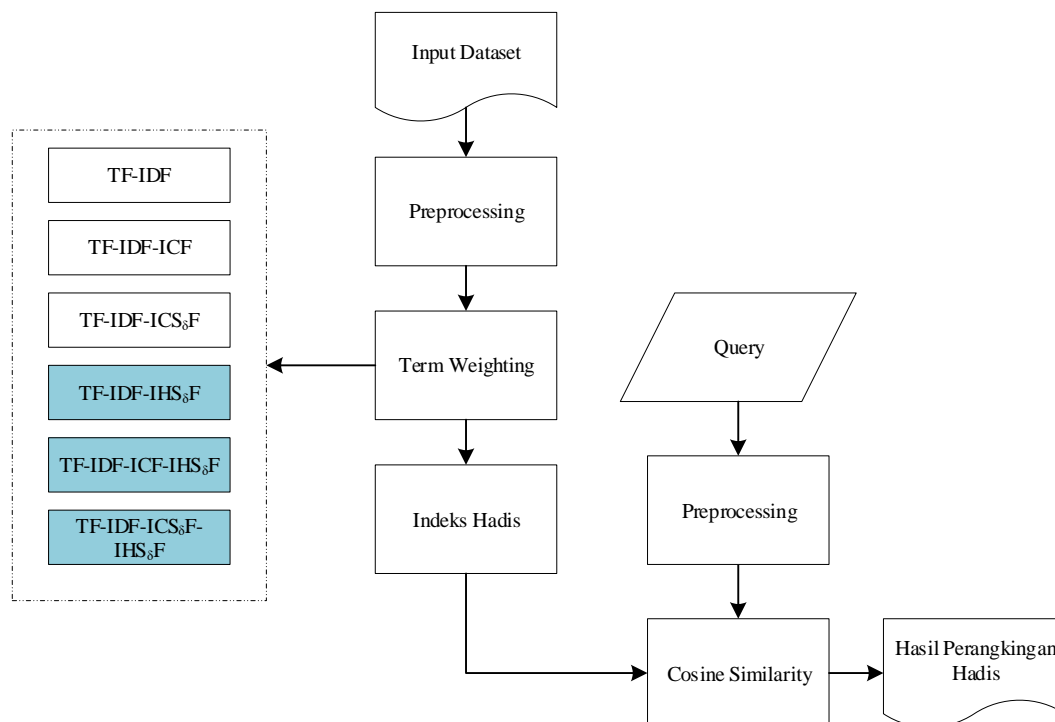 Input Dataset
Preprocessing
Term Weighting
Indeks Hadis
TF-IDF
TF-IDF-ICF
TF-IDF-ICSδF
TF-IDF-IHSδF
TF-IDF-ICF-IHSδF
TF-IDF-ICSδF-
IHSδF
Query
Preprocessing
Cosine Similarity
Hasil Perangkingan
Hadis